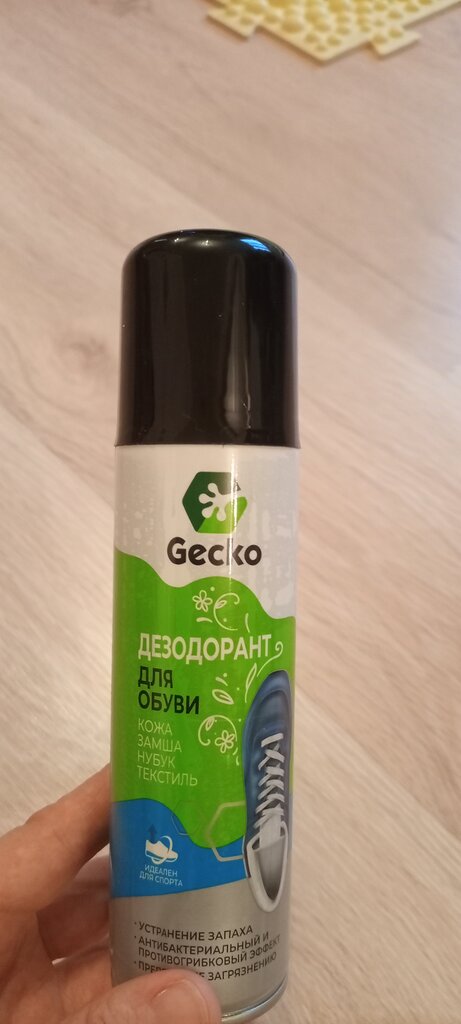 Gecko
ДЕЗОДОРАНТ
ДЛЯ
ОБУВИ
КОЖА
ЗАМША
НУБУК
ТЕКСТИЛЬ
ИДЕАЛЕН
ДЛЯ СПОРТА
• УСТРАНЕНИЕ ЗАПАХА
• АНТИБАКТЕРИАЛЬНЫЙ И
ПРОТИВОГРИБКОВЫЙ ЭФФЕКТ
ЗАГРЯЗНЕНИЮ